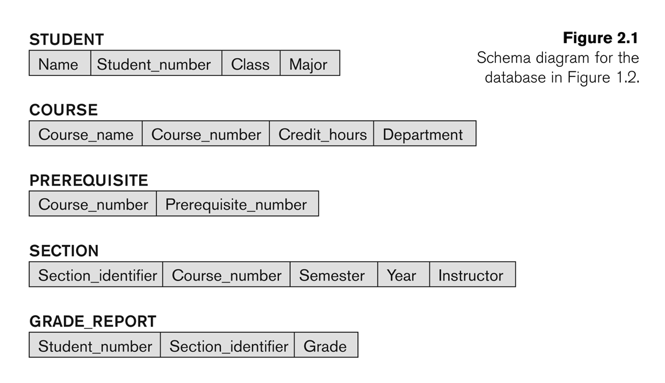 Figure 2.1
Schema diagram for the
database in Figure 1.2.
STUDENT
Name Student_number Class Major
COURSE
Course_name Course_number Credit_hours Department
PREREQUISITE
Course_number Prerequisite_number
SECTION
Section_identifier Course_number Semester Year Instructor
GRADE_REPORT
Student_number Section_identifier Grade